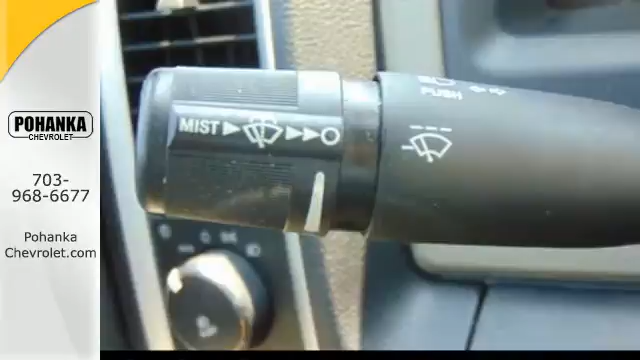 POHANKA
CHEVROLET
703-
968-6677
Pohanka
Chevrolet.com
MIST
PUSH